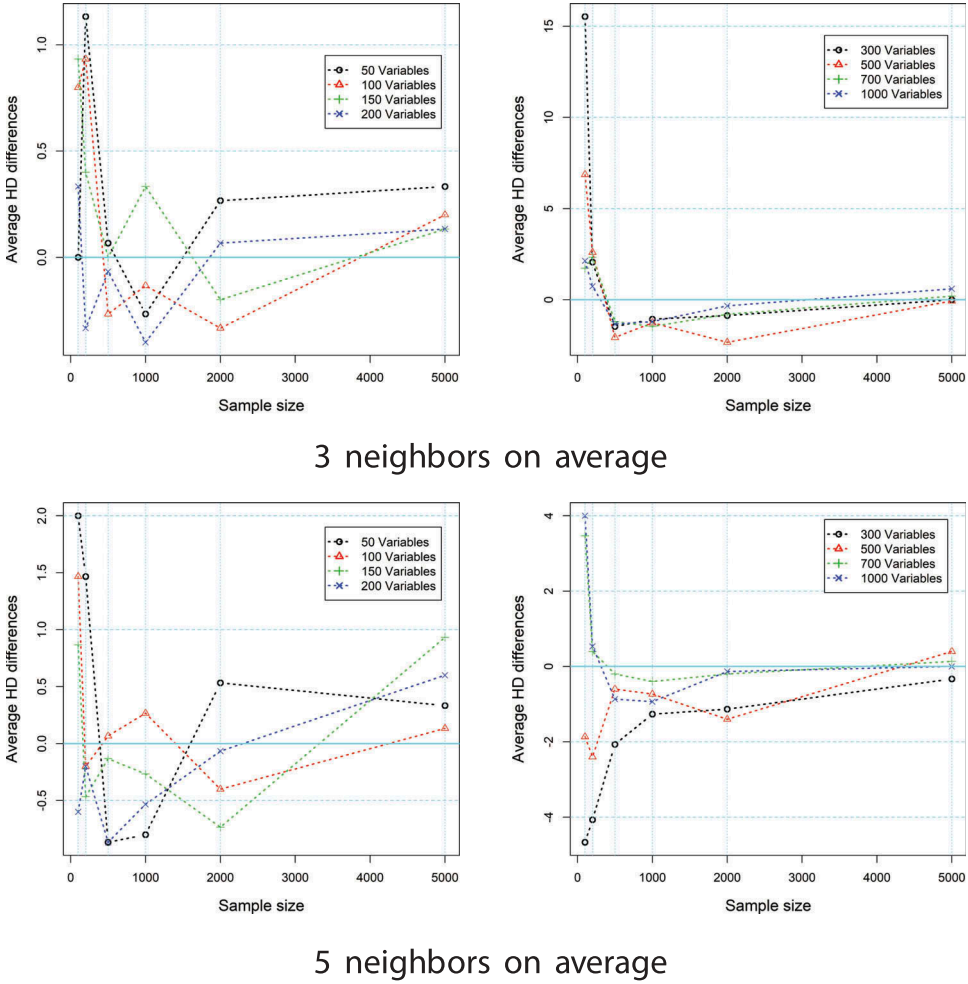 Average HD differences
1.0
0.5
0.0
50 Variables
100 Variables
150 Variables
200 Variables
0 1000 2000 3000 4000 5000
Sample size
Average HD differences
15
10
5
0
300 Variables
500 Variables
700 Variables
1000 Variables
0 1000 2000 3000 4000 5000
Sample size
3 neighbors on average
Average HD differences
2.0
1.5
1.0
0.5
0.0
-0.5
50 Variables
100 Variables
150 Variables
200 Variables
0 1000 2000 3000 4000 5000
Sample size
Average HD differences
4
2
0
-2
-4
300 Variables
500 Variables
700 Variables
1000 Variables
0 1000 2000 3000 4000 5000
Sample size
5 neighbors on average